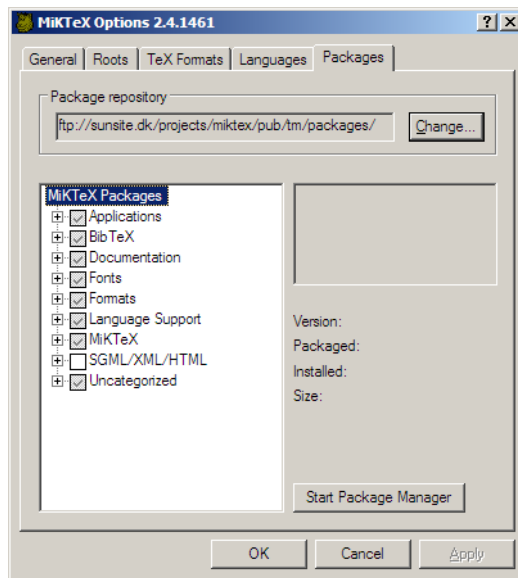 MiKTeX Options 2.4.1461
General Roots TeX Formats Languages Packages
Package repository
ftp://sunsite.dk/projects/miktex/pub/tm/packages/ Change...
MiKTeX Packages
Applications
BibTeX
Documentation
Fonts
Formats
Language Support
MiKTeX
SGML/XML/HTML
Uncategorized
Version:
Packaged:
Installed:
Size:
Start Package Manager
OK Cancel Apply